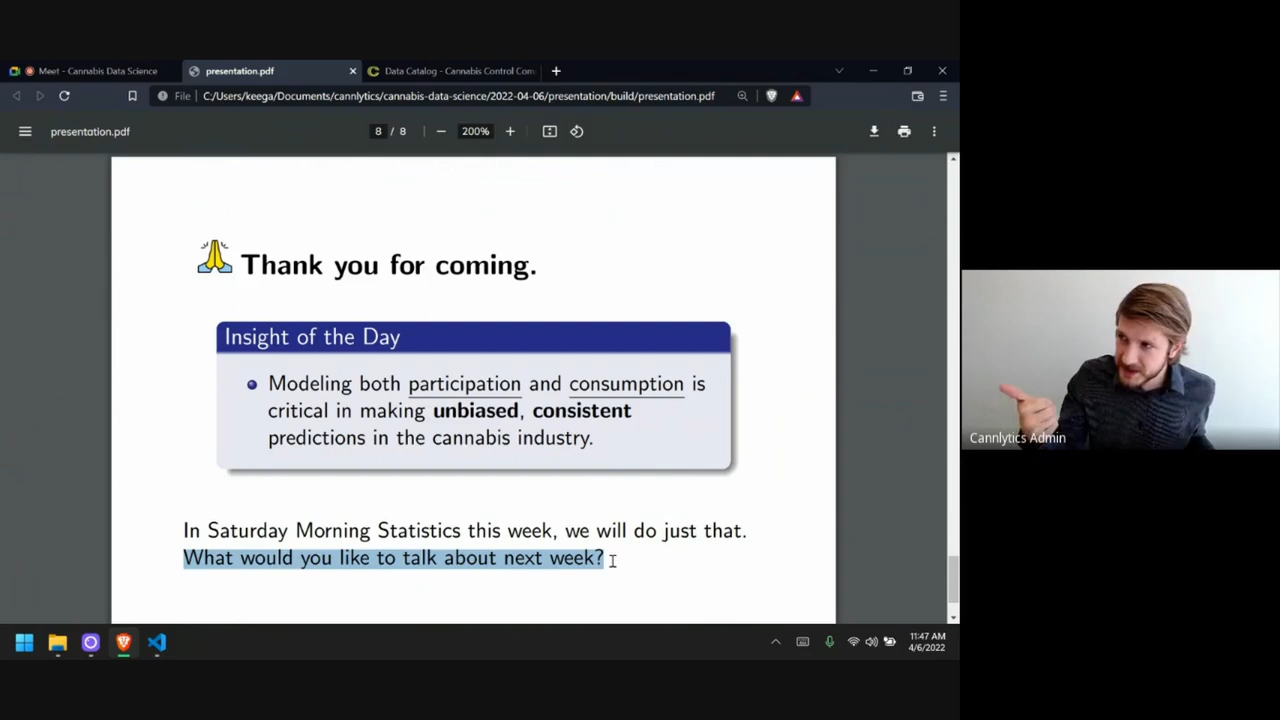 Meet - Cannabis Data Science
presentation.pdf
Data Catalog - Cannabis Control Com
File
C:/Users/keega/Documents/cannlytics/cannabis-data-science/2022-04-06/presentation/build/presentation.pdf
presentation.pdf
8 / 8
200%
Thank you for coming.
Insight of the Day
Modeling both participation and consumption is
critical in making unbiased, consistent
predictions in the cannabis industry.
In Saturday Morning Statistics this week, we will do just that.
What would you like to talk about next week?
Cannlytics Admin
11:47 AM
4/6/2022